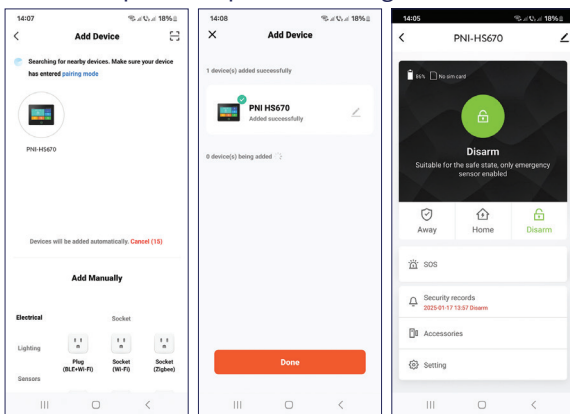 14:07
18%
Add Device
Searching for nearby devices. Make sure your device
has entered pairing mode
PNI-HS670
Devices will be added automatically. Cancel (15)
Add Manually
Electrical
Socket
Lighting
Plug
(BLE+Wi-Fi)
Socket
(Wi-Fi)
Socket
(Zigbee)
Sensors
14:08
18%
Add Device
1 device(s) added successfully
PNI HS670
Added successfully
0 device(s) being added
Done
14:05
18%
PNI-HS670
86% No sim card
Disarm
Suitable for the safe state, only emergency
sensor enabled
Away
Home
Disarm
SOS
Security records
2025-01-17 13:57 Disarm
Accessories
Setting